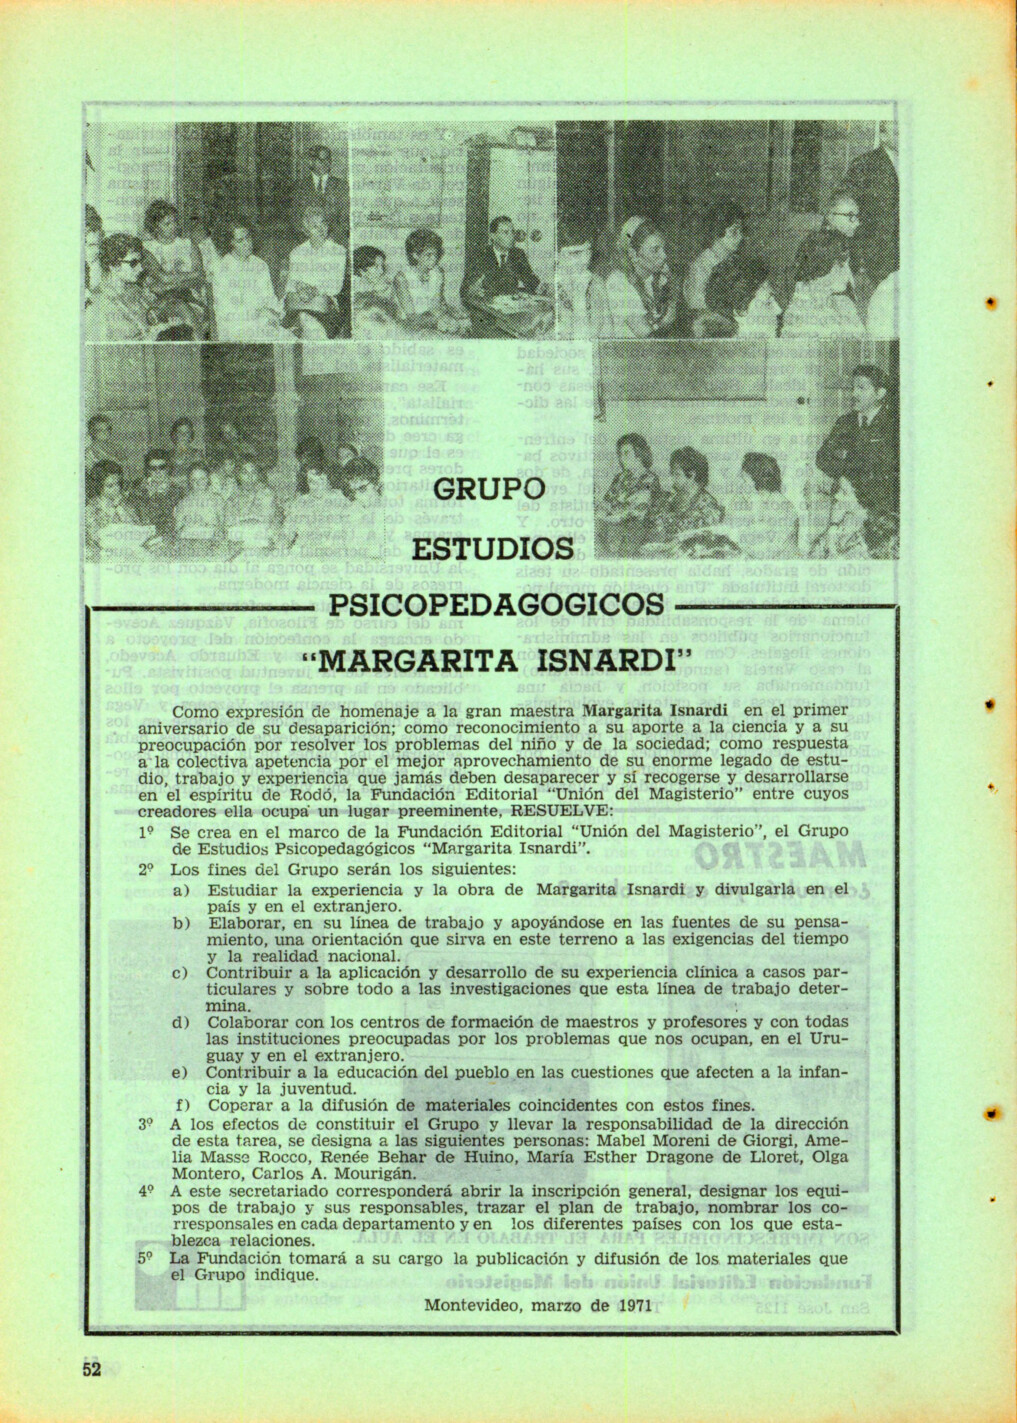 GRUPO
ESTUDIOS
PSICOPEDAGOGICOS
“MARGARITA ISNARDI”
Como expresión de homenaje a la gran maestra Margarita Isnardi en el primer
aniversario de su desaparición; como reconocimiento a su aporte a la ciencia y a su
preocupación por resolver los problemas del niño y de la sociedad; como respuesta
a la colectiva apetencia por el mejor aprovechamiento de su enorme legado de estu-
dio, trabajo y experiencia que jamás deben desaparecer y sí recogerse y desarrollarse
en el espíritu de Rodó, la Fundación Editorial “Unión del Magisterio” entre cuyos
creadores ella ocupa un lugar preeminente, RESUELVE:
1º Se crea en el marco de la Fundación Editorial “Unión del Magisterio”, el Grupo
de Estudios Psicopedagógicos “Margarita Isnardi”.
2º Los fines del Grupo serán los siguientes:
a) Estudiar la experiencia y la obra de Margarita Isnardi y divulgarla en el
país y en el extranjero.
b) Elaborar, en su línea de trabajo y apoyándose en las fuentes de su pensa-
miento, una orientación que sirva en este terreno a las exigencias del tiempo
y la realidad nacional.
c) Contribuir a la aplicación y desarrollo de su experiencia clínica a casos par-
ticulares y sobre todo a las investigaciones que esta línea de trabajo deter-
mina.
d) Colaborar con los centros de formación de maestros y profesores y con todas
las instituciones preocupadas por los problemas que nos ocupan, en el Uru-
guay y en el extranjero.
e) Contribuir a la educación del pueblo en las cuestiones que afecten a la infan-
cia y la juventud.
f) Coperar a la difusión de materiales coincidentes con estos fines.
3º A los efectos de constituir el Grupo y llevar la responsabilidad de la dirección
de esta tarea, se designa a las siguientes personas: Mabel Moreni de Giorgi, Ame-
lia Masse Rocco, Renée Behar de Huino, María Esther Dragone de Lloret, Olga
Montero, Carlos A. Mourigán.
4º A este secretariado corresponderá abrir la inscripción general, designar los equi-
pos de trabajo y sus responsables, trazar el plan de trabajo, nombrar los co-
rresponsales en cada departamento y en los diferentes países con los que esta-
blezca relaciones.
5º La Fundación tomará a su cargo la publicación y difusión de los materiales que
el Grupo indique.
Montevideo, marzo de 1971
52